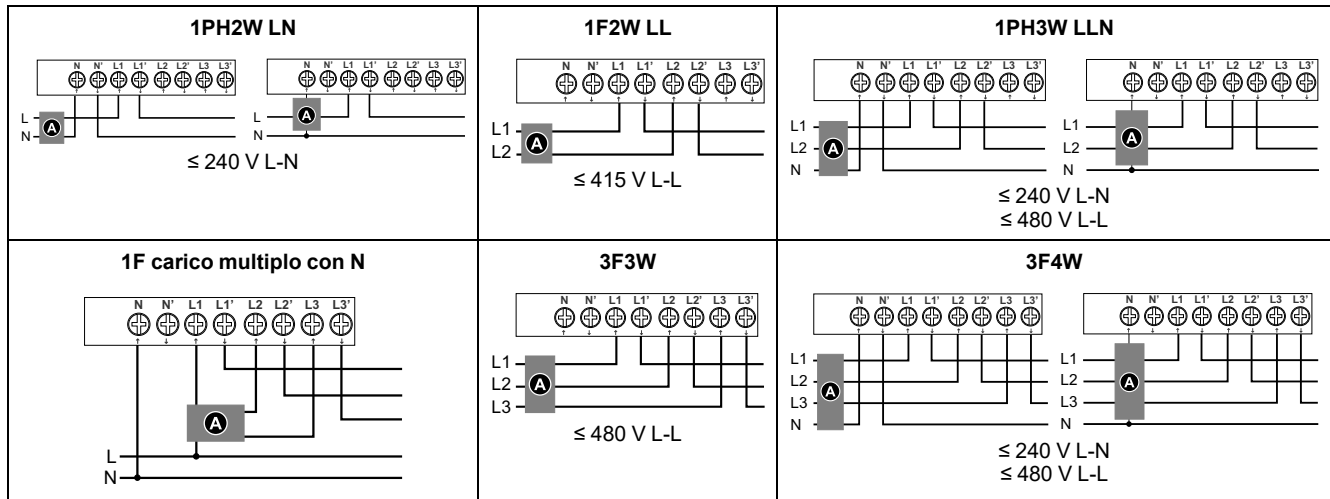 1PH2W LN
N N' L1 L1' L2 L2' L3 L3'
N N' L1 L1' L2 L2' L3 L3'
L
N
A
L
N
A
≤ 240 V L-N
1F2W LL
N N' L1 L1' L2 L2' L3 L3'
L1
L2
A
≤ 415 V L-L
1PH3W LLN
N N' L1 L1' L2 L2' L3 L3'
N N' L1 L1' L2 L2' L3 L3'
L1
L2
N
A
L1
L2
N
A
≤ 240 V L-N
≤ 480 V L-L
1F carico multiplo con N
N N' L1 L1' L2 L2' L3 L3'
A
L
N
3F3W
N N' L1 L1' L2 L2' L3 L3'
L1
L2
L3
A
≤ 480 V L-L
3F4W
N N' L1 L1' L2 L2' L3 L3'
N N' L1 L1' L2 L2' L3 L3'
L1
L2
L3
N
A
L1
L2
L3
N
A
≤ 240 V L-N
≤ 480 V L-L